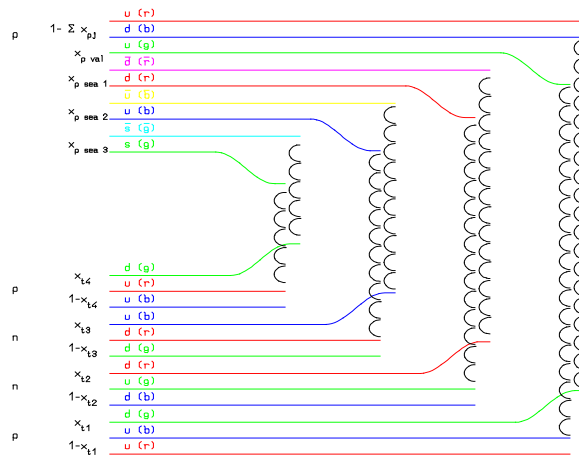 u (r)
p 1- Σ x_pj d (b)
x_p val u (g)
d̅ (r̅)
x_p sea 1 d (r)
u̅ (b̅)
x_p sea 2 u (b)
s̅ (g̅)
x_p sea 3 s (g)
x_t4 d (g)
p u (r)
1-x_t4 u (b)
x_t3 u (b)
n d (r)
1-x_t3 d (g)
x_t2 d (r)
n u (g)
1-x_t2 d (b)
x_t1 d (g)
p u (b)
1-x_t1 u (r)